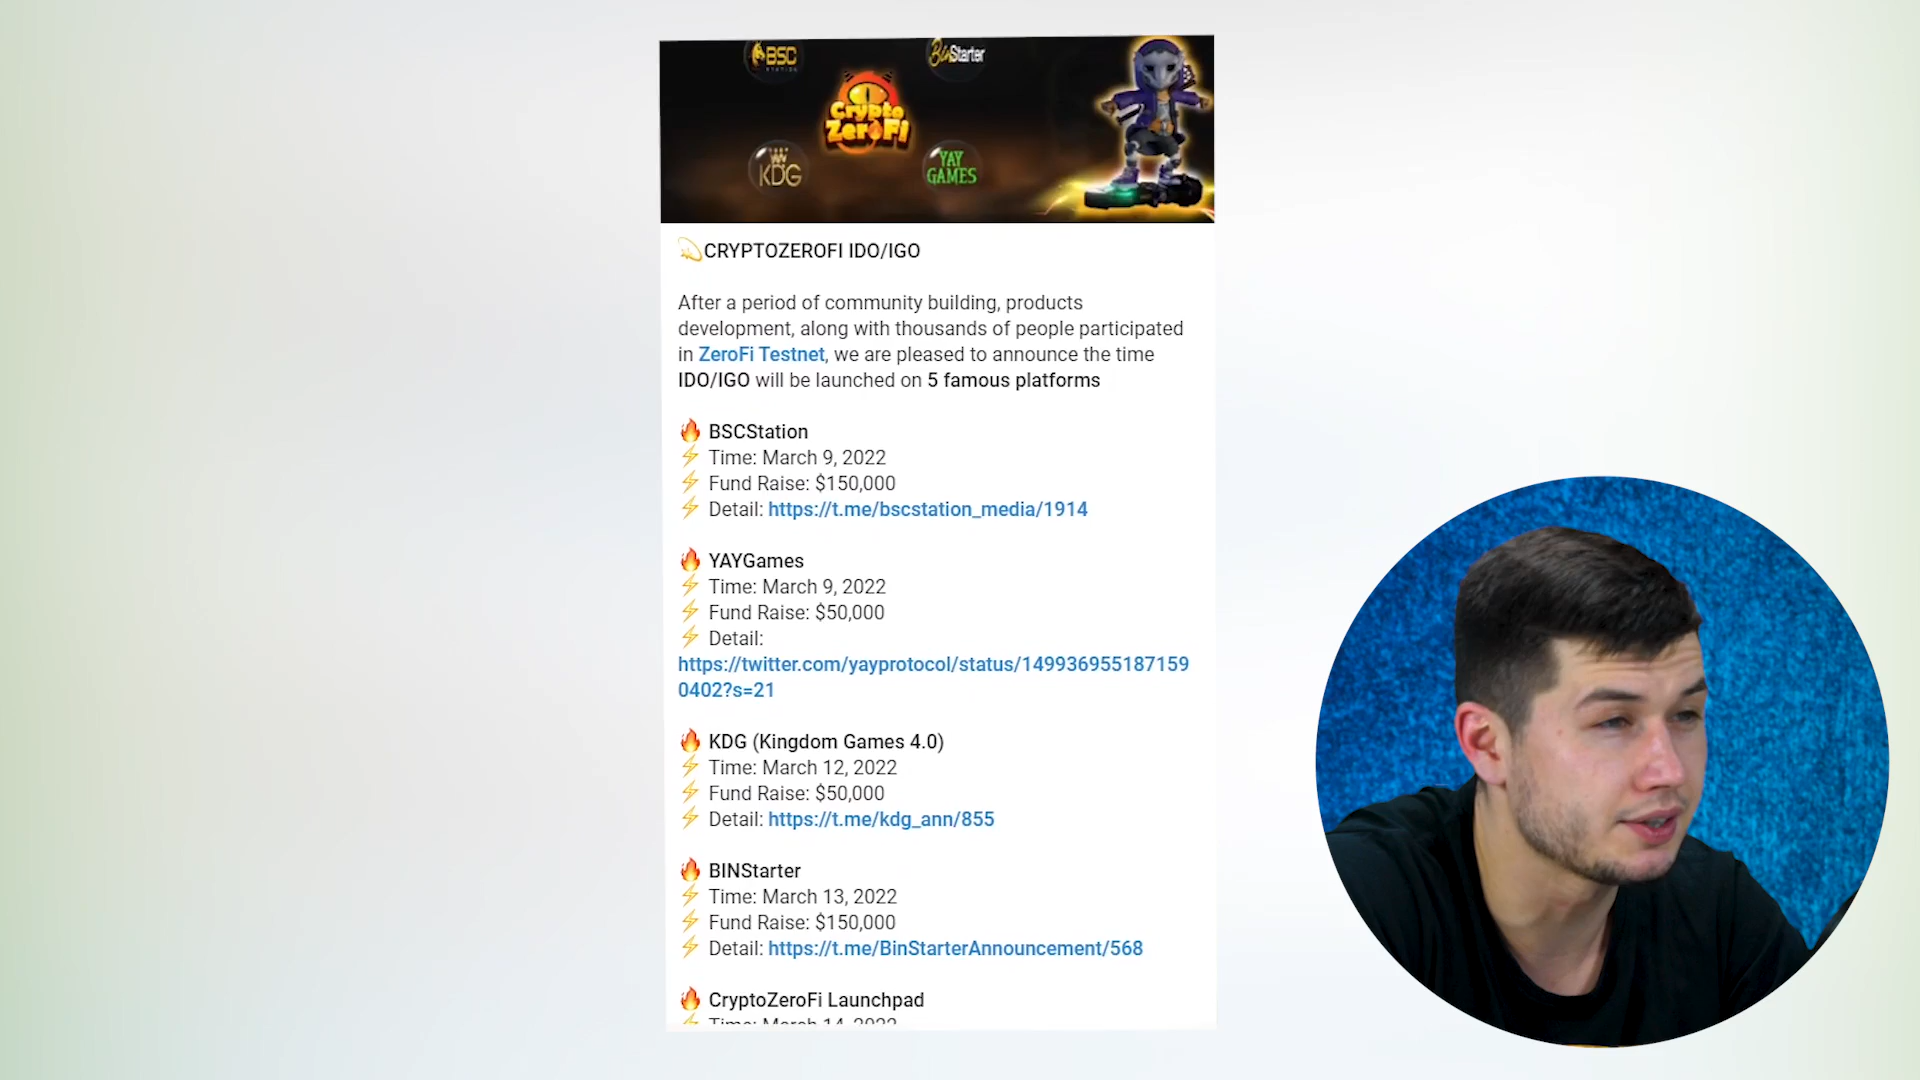 BSC
STATION
BinStarter
Crypto
ZeroFi
KDG
YAY
GAMES
💫CRYPTOZEROFI IDO/IGO
After a period of community building, products
development, along with thousands of people participated
in ZeroFi Testnet, we are pleased to announce the time
IDO/IGO will be launched on 5 famous platforms
🔥 BSCStation
⚡ Time: March 9, 2022
⚡ Fund Raise: $150,000
⚡ Detail: https://t.me/bscstation_media/1914
🔥 YAYGames
⚡ Time: March 9, 2022
⚡ Fund Raise: $50,000
⚡ Detail:
https://twitter.com/yayprotocol/status/149936955187159
0402?s=21
🔥 KDG (Kingdom Games 4.0)
⚡ Time: March 12, 2022
⚡ Fund Raise: $50,000
⚡ Detail: https://t.me/kdg_ann/855
🔥 BINStarter
⚡ Time: March 13, 2022
⚡ Fund Raise: $150,000
⚡ Detail: https://t.me/BinStarterAnnouncement/568
🔥 CryptoZeroFi Launchpad
⚡ Time: March 14, 2022